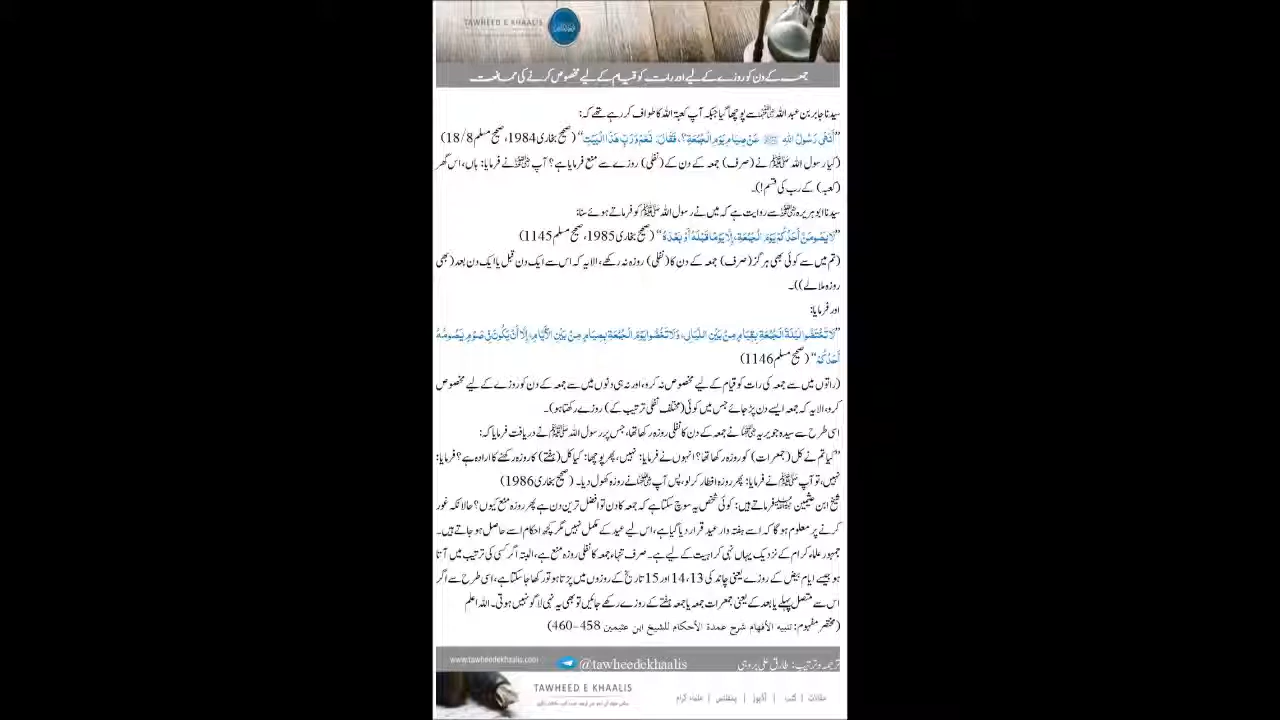 TAWHEED E KHAALIS
جمعہ کے دن کو روزے کے لیے اور رات کو قیام کے لیے مخصوص کرنے کی ممانعت
سیدنا جابر بن عبد اللہ رضی اللہ عنہ سے پوچھا گیا جبکہ آپ کعبۃ اللہ کا طواف کر رہے تھے کہ:
”أَنَهَى رَسُولُ اللهِ ﷺ عَنْ صِيَامِ يَوْمِ الْجُمُعَةِ؟، فَقَالَ: نَعَمْ وَرَبِّ هَذَا الْبَيْتِ“ (صحیح بخاری 1984، صحیح مسلم 18/8)
(کیا رسول اللہ ﷺ نے (صرف) جمعہ کے دن کے (نفلی) روزے سے منع فرمایا ہے؟ آپ رضی اللہ عنہ نے فرمایا: ہاں، اس گھر
(کعبہ) کے رب کی قسم!)۔
سیدنا ابو ہریرہ رضی اللہ عنہ سے روایت ہے کہ میں نے رسول اللہ ﷺ کو فرماتے ہوئے سنا:
”لَا يَصُومَنَّ أَحَدُكُمْ يَوْمَ الْجُمُعَةِ، إِلَّا يَوْمًا قَبْلَهُ أَوْ بَعْدَهُ“ (صحیح بخاری 1985، صحیح مسلم 1145)
(تم میں سے کوئی بھی ہرگز (صرف) جمعہ کے دن کا (نفلی) روزہ نہ رکھے، الا یہ کہ اس سے ایک دن قبل یا ایک دن بعد (بھی
روزہ ملا لے))۔
اور فرمایا:
”لَا تَخْتَصُّوا لَيْلَةَ الْجُمُعَةِ بِقِيَامٍ مِنْ بَيْنِ اللَّيَالِي، وَلَا تَخُصُّوا يَوْمَ الْجُمُعَةِ بِصِيَامٍ مِنْ بَيْنِ الْأَيَّامِ، إِلَّا أَنْ يَكُونَ فِي صَوْمٍ يَصُومُهُ
أَحَدُكُمْ“ (صحیح مسلم 1146)
(راتوں میں سے جمعہ کی رات کو قیام کے لیے مخصوص نہ کرو، اور نہ ہی دنوں میں سے جمعہ کے دن کو روزے کے لیے مخصوص
کرو، الا یہ کہ جمعہ ایسے دن پڑ جائے جس میں کوئی (مختلف نفلی ترتیب کے) روزے رکھتا ہو)۔
اسی طرح سے سیدہ جویریہ رضی اللہ عنہا نے جمعہ کے دن کا نفلی روزہ رکھا تھا، جس پر رسول اللہ ﷺ نے دریافت فرمایا کہ:
”کیا تم نے کل (جمعرات) کو روزہ رکھا تھا؟ انہوں نے فرمایا: نہیں، پھر پوچھا: کیا کل (ہفتے) کا روزہ رکھنے کا ارادہ ہے؟ فرمایا:
نہیں، تو آپ ﷺ نے فرمایا: پھر روزہ افطار کر لو، پس آپ رضی اللہ عنہا نے روزہ کھول دیا۔ (صحیح بخاری 1986)
شیخ ابن عثیمین رحمہ اللہ فرماتے ہیں: کوئی شخص یہ سوچ سکتا ہے کہ جمعہ کا دن تو افضل ترین دن ہے پھر روزہ منع کیوں؟ حالانکہ غور
کرنے پر معلوم ہو گا کہ اسے ہفتہ وار عید قرار دیا گیا ہے، اس لیے عید کے مکمل نہیں مگر کچھ احکام اسے حاصل ہو جاتے ہیں۔
جمہور علماء کرام کے نزدیک یہاں نہی کراہیت کے لیے ہے۔ صرف تنہاء جمعہ کا نفلی روزہ منع ہے، البتہ اگر کسی کی ترتیب میں آتا
ہو جیسے ایام بیض کے روزے یعنی چاند کی 13، 14 اور 15 تاریخ کے روزوں میں پڑتا ہو تو رکھا جا سکتا ہے، اسی طرح سے اگر
اس سے متصل پہلے یا بعد کے یعنی جمعرات جمعہ یا جمعہ ہفتے کے روزے رکھے جائیں تو بھی یہ نہی لاگو نہیں ہوتی۔ اللہ اعلم
(مختصر مفہوم: تنبيه الأفهام شرح عمدة الأحكام للشيخ ابن عثيمين 458-460)
www.tawheedekhaalis.com
@tawheedekhaalis
ترجمہ و ترتیب: طارق علی بروہی
TAWHEED E KHAALIS
مقالات | کتب | آڈیوز | پمفلٹس | علماء کرام